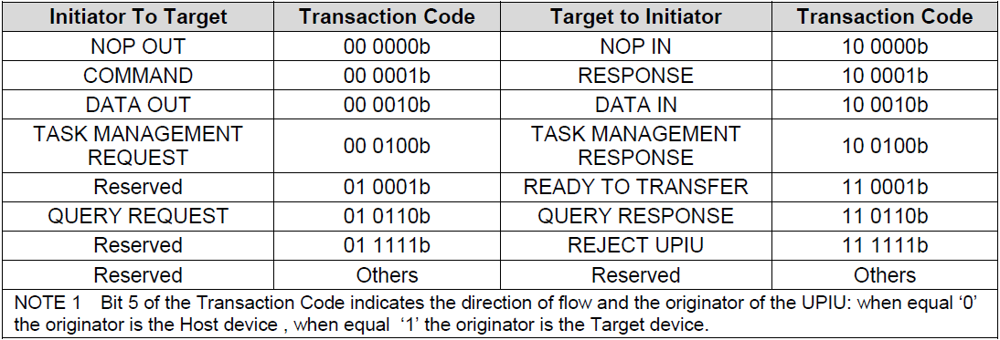 Initiator To Target Transaction Code Target to Initiator Transaction Code
NOP OUT 00 0000b NOP IN 10 0000b
COMMAND 00 0001b RESPONSE 10 0001b
DATA OUT 00 0010b DATA IN 10 0010b
TASK MANAGEMENT
REQUEST 00 0100b TASK MANAGEMENT
RESPONSE 10 0100b
Reserved 01 0001b READY TO TRANSFER 11 0001b
QUERY REQUEST 01 0110b QUERY RESPONSE 11 0110b
Reserved 01 1111b REJECT UPIU 11 1111b
Reserved Others Reserved Others
NOTE 1 Bit 5 of the Transaction Code indicates the direction of flow and the originator of the UPIU: when equal ‘0’
the originator is the Host device , when equal ‘1’ the originator is the Target device.